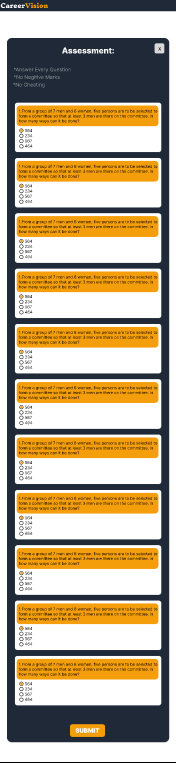 CareerVision
Assessment:
X
*Answer Every Question
*No Negitive Marks
*No Cheating
1.From a group of 7 men and 6 women, five persons are to be selected to
form a committee so that at least 3 men are there on the committee. In
how many ways can it be done?
564
234
567
464
1.From a group of 7 men and 6 women, five persons are to be selected to
form a committee so that at least 3 men are there on the committee. In
how many ways can it be done?
564
234
567
464
1.From a group of 7 men and 6 women, five persons are to be selected to
form a committee so that at least 3 men are there on the committee. In
how many ways can it be done?
564
234
567
464
1.From a group of 7 men and 6 women, five persons are to be selected to
form a committee so that at least 3 men are there on the committee. In
how many ways can it be done?
564
234
567
464
1.From a group of 7 men and 6 women, five persons are to be selected to
form a committee so that at least 3 men are there on the committee. In
how many ways can it be done?
564
234
567
464
1.From a group of 7 men and 6 women, five persons are to be selected to
form a committee so that at least 3 men are there on the committee. In
how many ways can it be done?
564
234
567
464
1.From a group of 7 men and 6 women, five persons are to be selected to
form a committee so that at least 3 men are there on the committee. In
how many ways can it be done?
564
234
567
464
1.From a group of 7 men and 6 women, five persons are to be selected to
form a committee so that at least 3 men are there on the committee. In
how many ways can it be done?
564
234
567
464
1.From a group of 7 men and 6 women, five persons are to be selected to
form a committee so that at least 3 men are there on the committee. In
how many ways can it be done?
564
234
567
464
1.From a group of 7 men and 6 women, five persons are to be selected to
form a committee so that at least 3 men are there on the committee. In
how many ways can it be done?
564
234
567
464
1.From a group of 7 men and 6 women, five persons are to be selected to
form a committee so that at least 3 men are there on the committee. In
how many ways can it be done?
564
234
567
464
SUBMIT